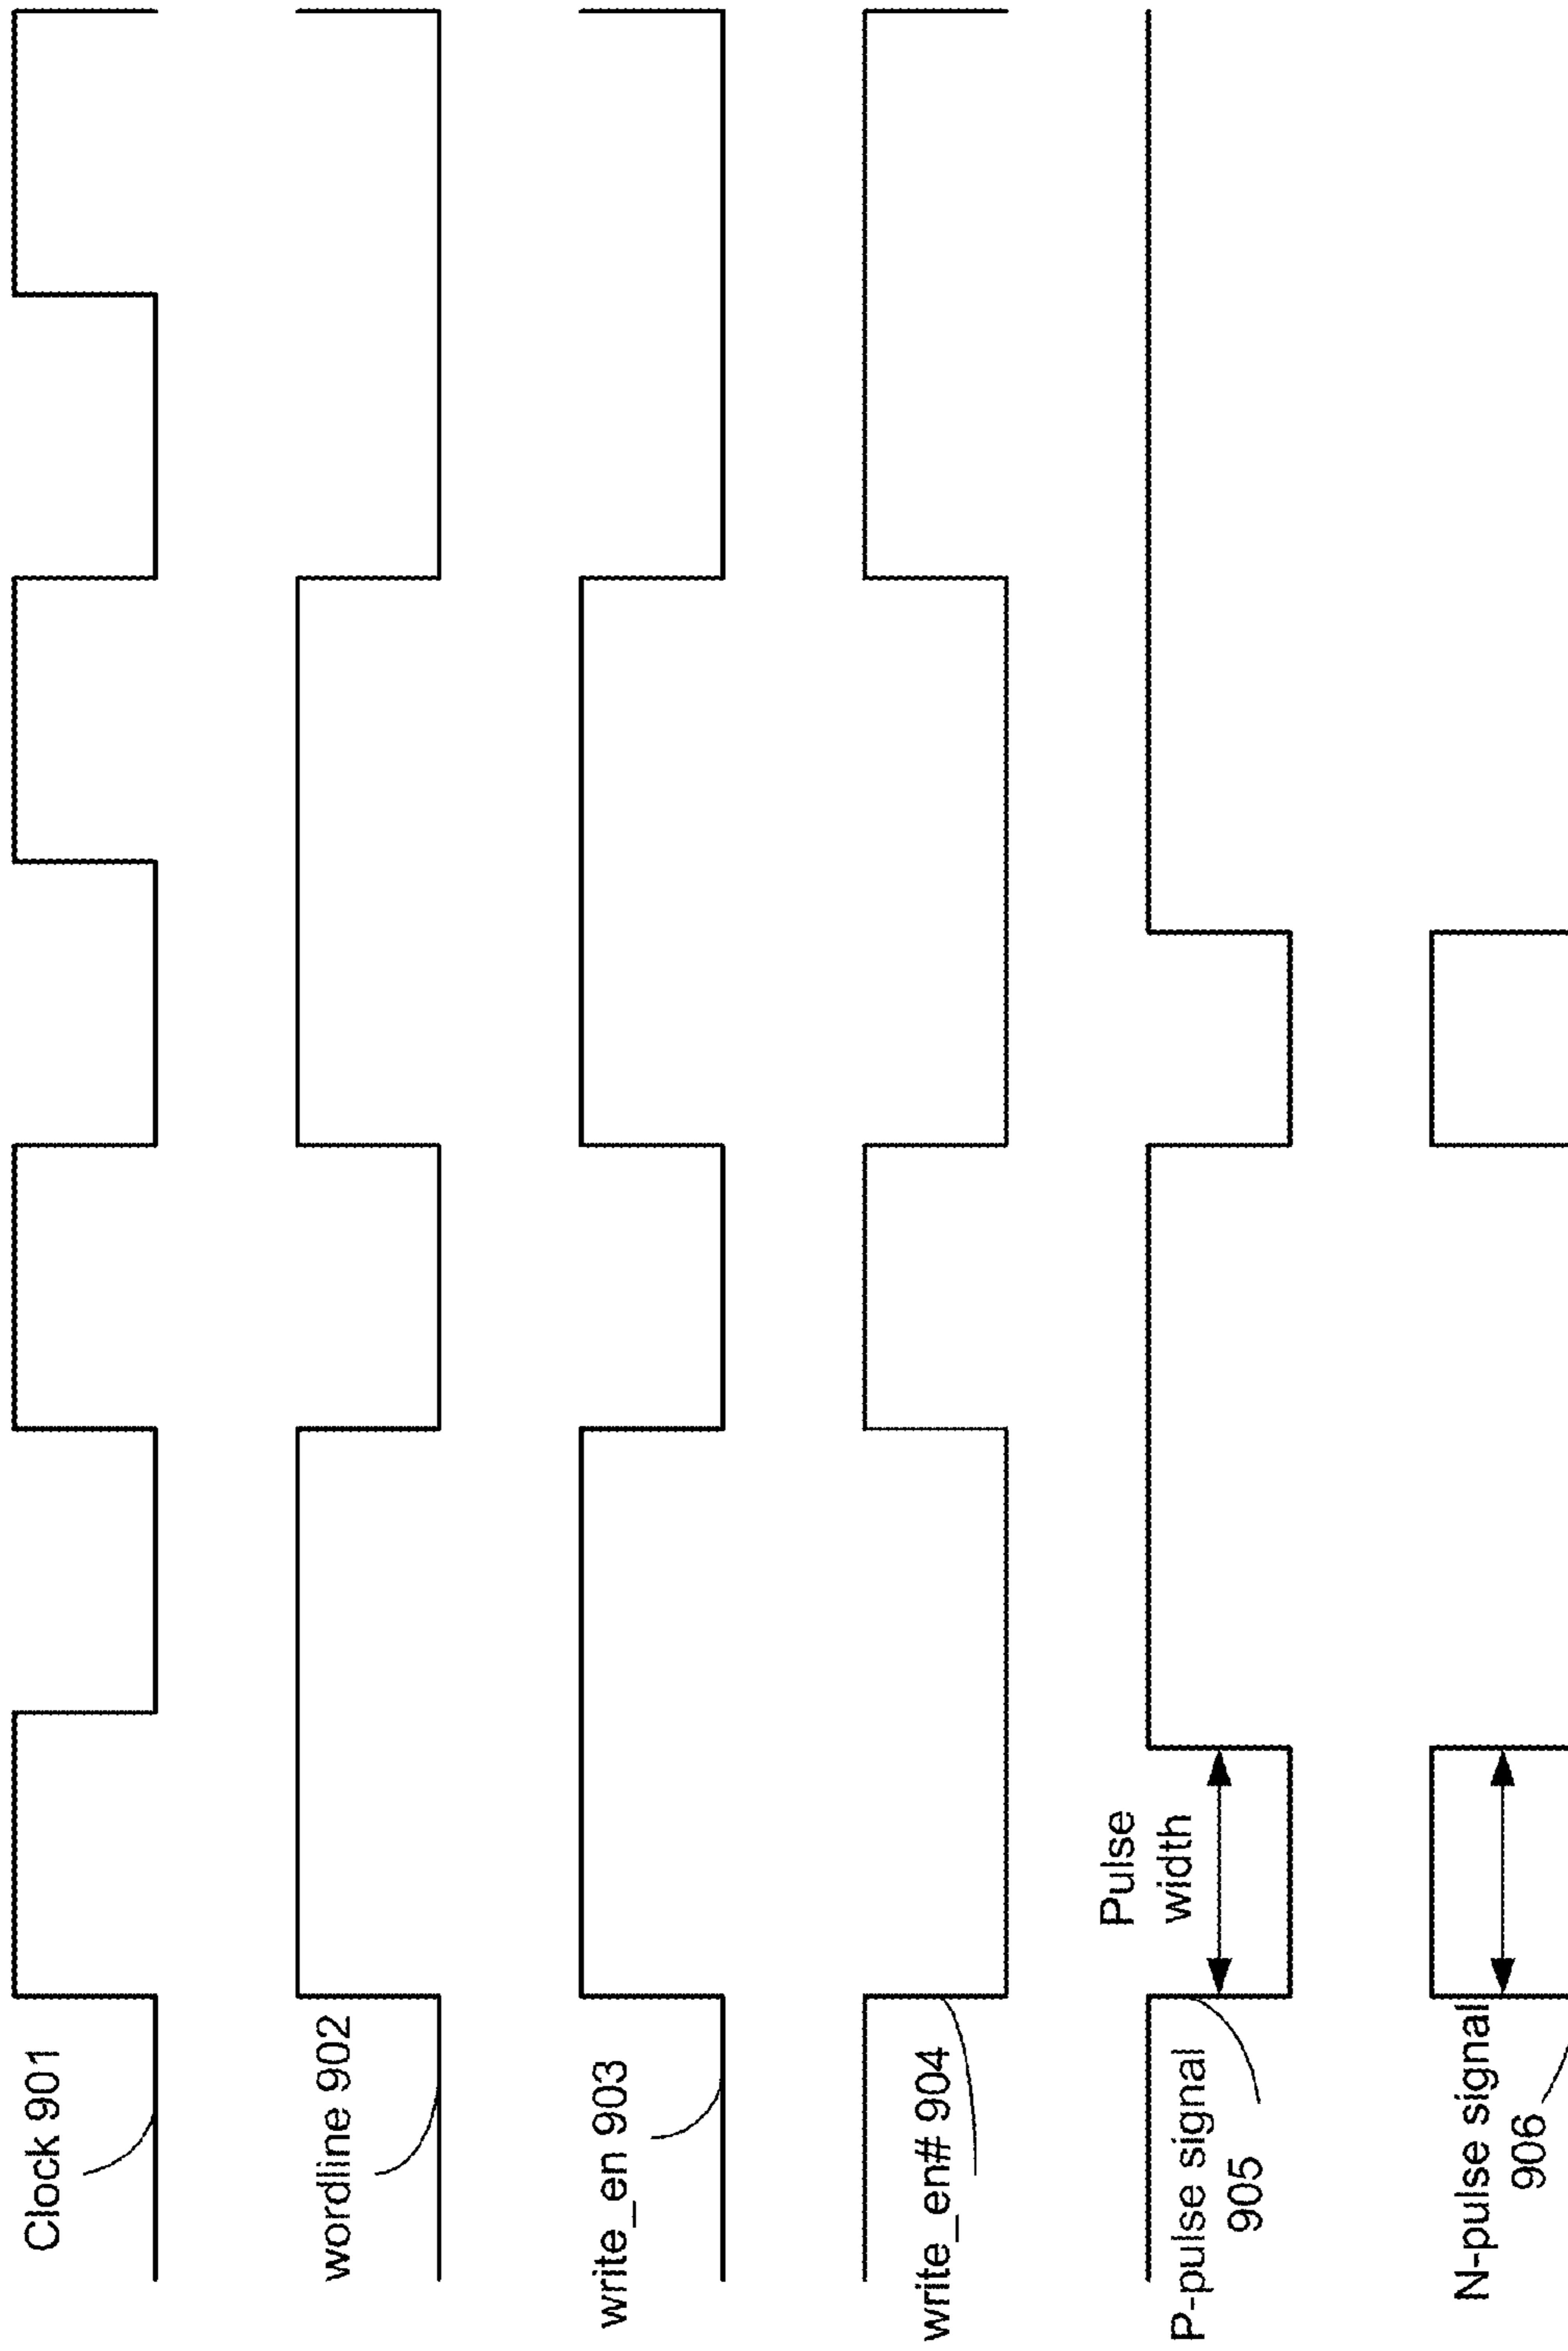 Clock 901
wordline 902
write_en 903
write_en# 904
Pulse
width
P-pulse signal
905
N-pulse signal
906